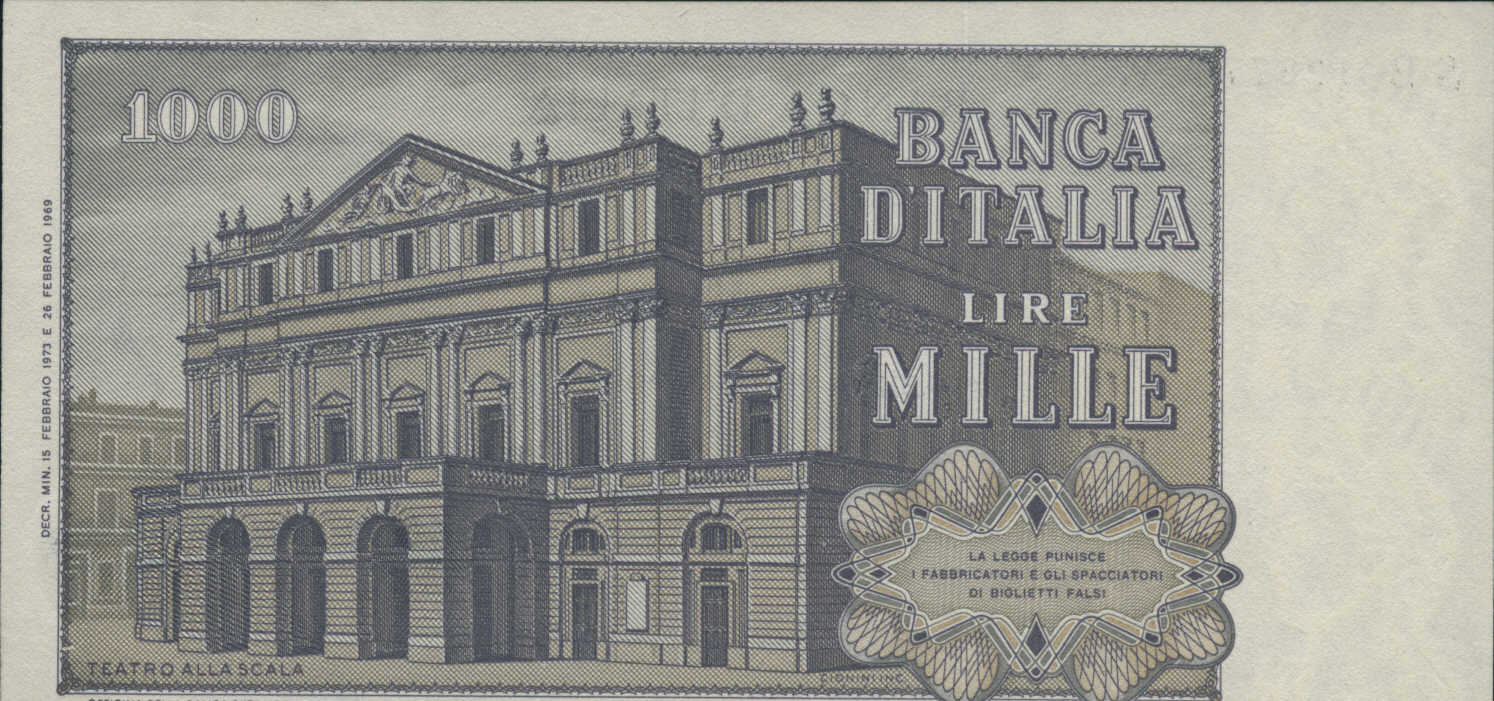 1000
BANCA
D'ITALIA
LIRE
MILLE
DECR. MIN. 15 FEBBRAIO 1973 E 26 FEBBRAIO 1969
LA LEGGE PUNISCE
I FABBRICATORI E GLI SPACCIATORI
DI BIGLIETTI FALSI
TEATRO ALLA SCALA